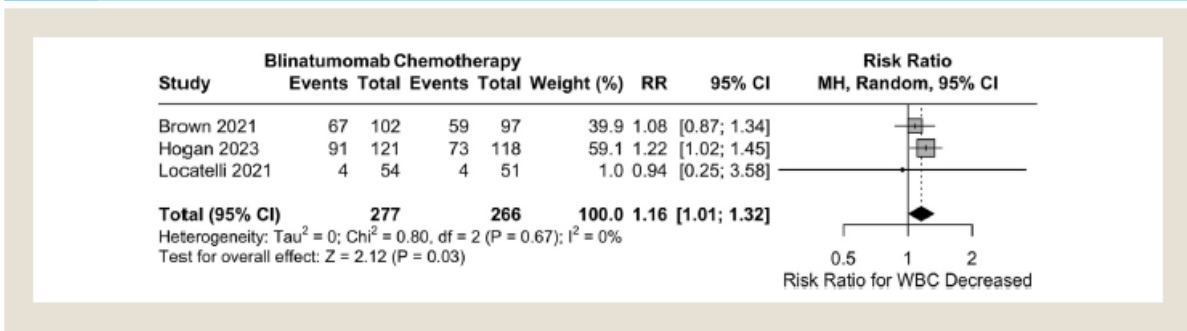 Blinatumomab Chemotherapy Risk Ratio
Study Events Total Events Total Weight (%) RR 95% CI MH, Random, 95% CI
Brown 2021 67 102 59 97 39.9 1.08 [0.87; 1.34]
Hogan 2023 91 121 73 118 59.1 1.22 [1.02; 1.45]
Locatelli 2021 4 54 4 51 1.0 0.94 [0.25; 3.58]
Total (95% CI) 277 266 100.0 1.16 [1.01; 1.32]
Heterogeneity: Tau² = 0; Chi² = 0.80, df = 2 (P = 0.67); I² = 0%
Test for overall effect: Z = 2.12 (P = 0.03)
0.5 1 2
Risk Ratio for WBC Decreased